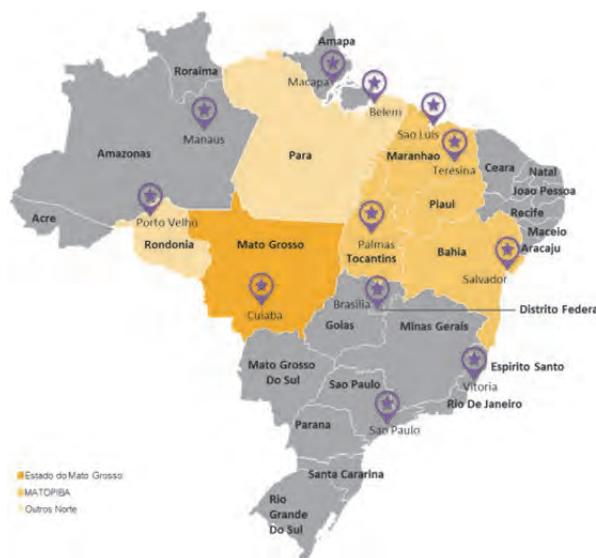 Amapa
Roraima
Macapa
Belem
Manaus
Sao Luis
Amazonas
Para
Maranhao
Teresina
Ceara
Natal
Joao Pessoa
Acre
Porto Velho
Piaui
Recife
Rondonia
Mato Grosso
Palmas
Tocantins
Bahia
Maceio
Aracaju
Salvador
Cuiaba
Brasilia
Distrito Federa
Goias
Minas Gerais
Mato Grosso
Do Sul
Espirito Santo
Sao Paulo
Vitoria
Rio De Janeiro
Parana
Sao Paulo
Santa Cararina
Rio
Grande
Do Sul
Estado do Mato Grosso
MATOPIBA
Outros Norte